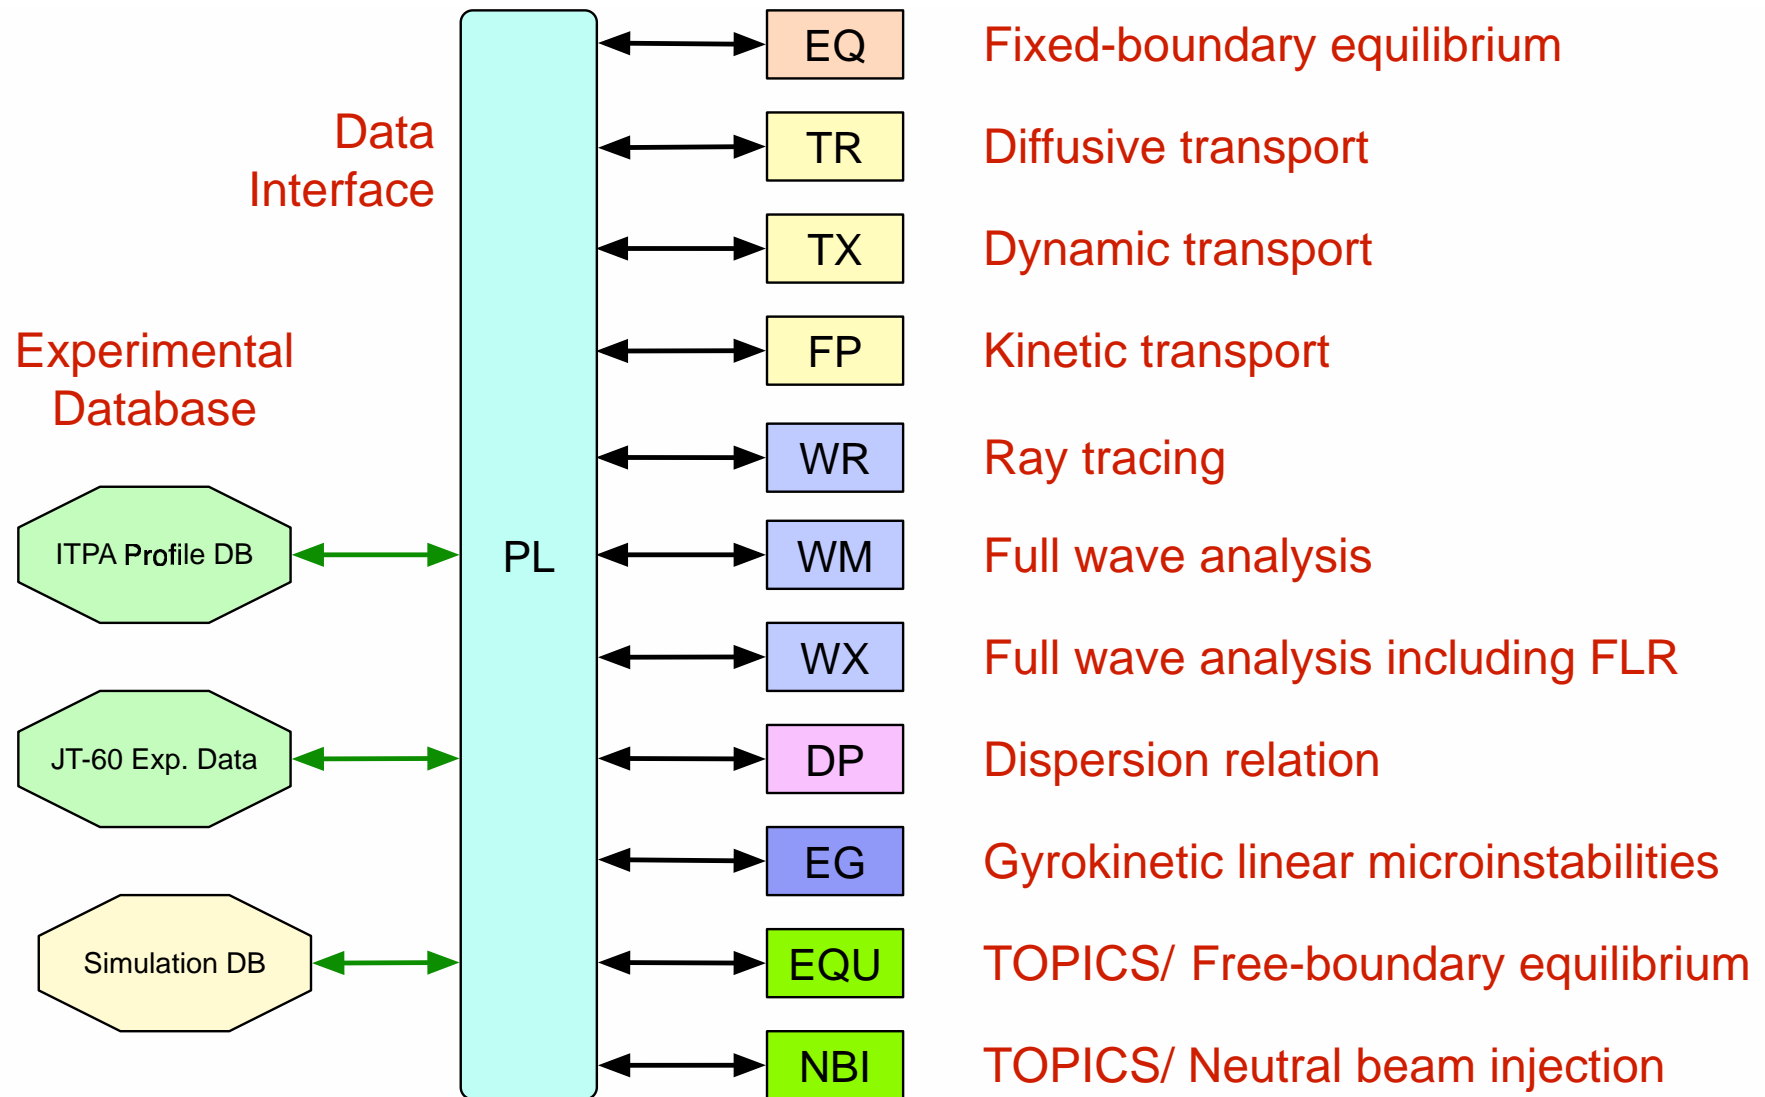 EQ Fixed-boundary equilibrium
Data
Interface
TR Diffusive transport
TX Dynamic transport
Experimental
Database
FP Kinetic transport
WR Ray tracing
ITPA Profile DB
PL
WM Full wave analysis
WX Full wave analysis including FLR
JT-60 Exp. Data
DP Dispersion relation
EG Gyrokinetic linear microinstabilities
Simulation DB
EQU TOPICS/ Free-boundary equilibrium
NBI TOPICS/ Neutral beam injection